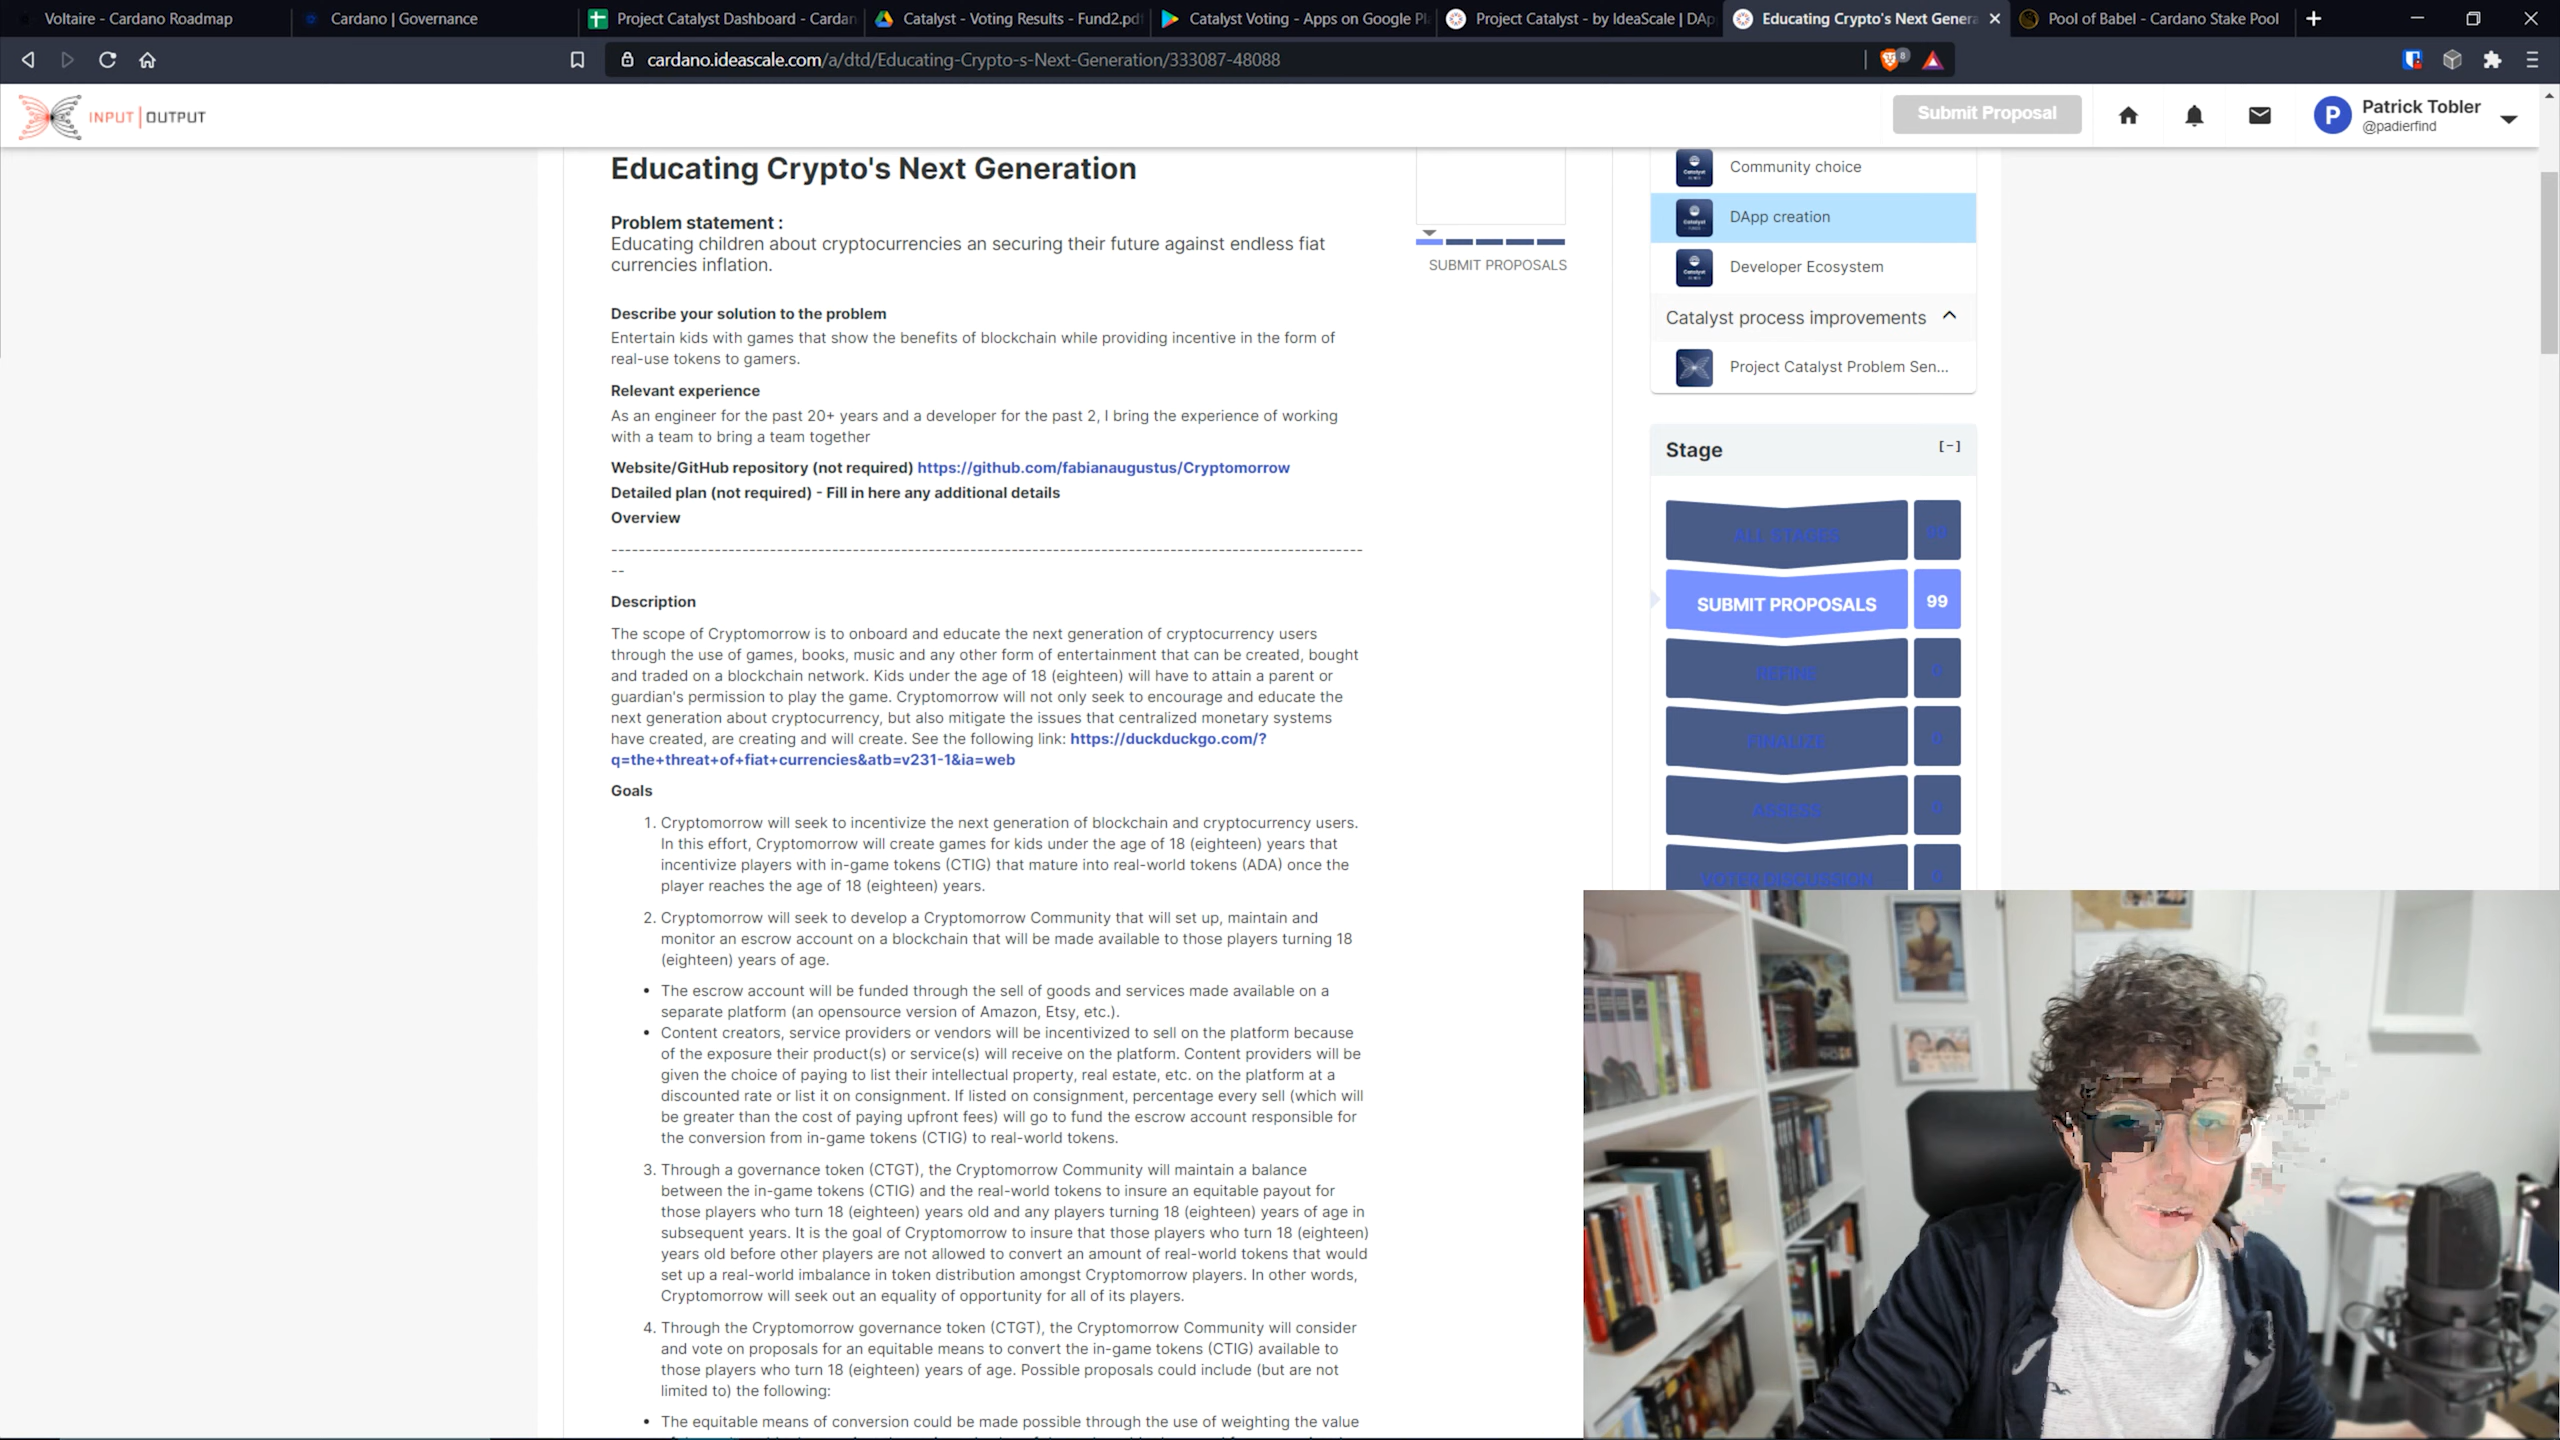 Voltaire - Cardano Roadmap
Cardano | Governance
Project Catalyst Dashboard - Cardan
Catalyst - Voting Results - Fund2.pdf
Catalyst Voting - Apps on Google Pl
Project Catalyst - by IdeaScale | DAp
Educating Crypto's Next Genera
Pool of Babel - Cardano Stake Pool
cardano.ideascale.com/a/dtd/Educating-Crypto-s-Next-Generation/333087-48088
8
INPUT | OUTPUT
Submit Proposal
P
Patrick Tobler
@padierfind
Educating Crypto's Next Generation
Problem statement :
Educating children about cryptocurrencies an securing their future against endless fiat
currencies inflation.
Describe your solution to the problem
Entertain kids with games that show the benefits of blockchain while providing incentive in the form of
real-use tokens to gamers.
Relevant experience
As an engineer for the past 20+ years and a developer for the past 2, I bring the experience of working
with a team to bring a team together
Website/GitHub repository (not required) https://github.com/fabianaugustus/Cryptomorrow
Detailed plan (not required) - Fill in here any additional details
Overview
-------------------------------------------------------------------------------------------------------------
--
Description
The scope of Cryptomorrow is to onboard and educate the next generation of cryptocurrency users
through the use of games, books, music and any other form of entertainment that can be created, bought
and traded on a blockchain network. Kids under the age of 18 (eighteen) will have to attain a parent or
guardian's permission to play the game. Cryptomorrow will not only seek to encourage and educate the
next generation about cryptocurrency, but also mitigate the issues that centralized monetary systems
have created, are creating and will create. See the following link: https://duckduckgo.com/?
q=the+threat+of+fiat+currencies&atb=v231-1&ia=web
Goals
1. Cryptomorrow will seek to incentivize the next generation of blockchain and cryptocurrency users.
In this effort, Cryptomorrow will create games for kids under the age of 18 (eighteen) years that
incentivize players with in-game tokens (CTIG) that mature into real-world tokens (ADA) once the
player reaches the age of 18 (eighteen) years.
2. Cryptomorrow will seek to develop a Cryptomorrow Community that will set up, maintain and
monitor an escrow account on a blockchain that will be made available to those players turning 18
(eighteen) years of age.
• The escrow account will be funded through the sell of goods and services made available on a
separate platform (an opensource version of Amazon, Etsy, etc.).
• Content creators, service providers or vendors will be incentivized to sell on the platform because
of the exposure their product(s) or service(s) will receive on the platform. Content providers will be
given the choice of paying to list their intellectual property, real estate, etc. on the platform at a
discounted rate or list it on consignment. If listed on consignment, percentage every sell (which will
be greater than the cost of paying upfront fees) will go to fund the escrow account responsible for
the conversion from in-game tokens (CTIG) to real-world tokens.
3. Through a governance token (CTGT), the Cryptomorrow Community will maintain a balance
between the in-game tokens (CTIG) and the real-world tokens to insure an equitable payout for
those players who turn 18 (eighteen) years old and any players turning 18 (eighteen) years of age in
subsequent years. It is the goal of Cryptomorrow to insure that those players who turn 18 (eighteen)
years old before other players are not allowed to convert an amount of real-world tokens that would
set up a real-world imbalance in token distribution amongst Cryptomorrow players. In other words,
Cryptomorrow will seek out an equality of opportunity for all of its players.
4. Through the Cryptomorrow governance token (CTGT), the Cryptomorrow Community will consider
and vote on proposals for an equitable means to convert the in-game tokens (CTIG) available to
those players who turn 18 (eighteen) years of age. Possible proposals could include (but are not
limited to) the following:
• The equitable means of conversion could be made possible through the use of weighting the value
SUBMIT PROPOSALS
Community choice
DApp creation
Developer Ecosystem
Catalyst process improvements
Project Catalyst Problem Sen...
Stage
[-]
ALL STAGES 99
SUBMIT PROPOSALS 99
REFINE 0
FINALIZE 0
ASSESS 0
VOTER DISCUSSION 0